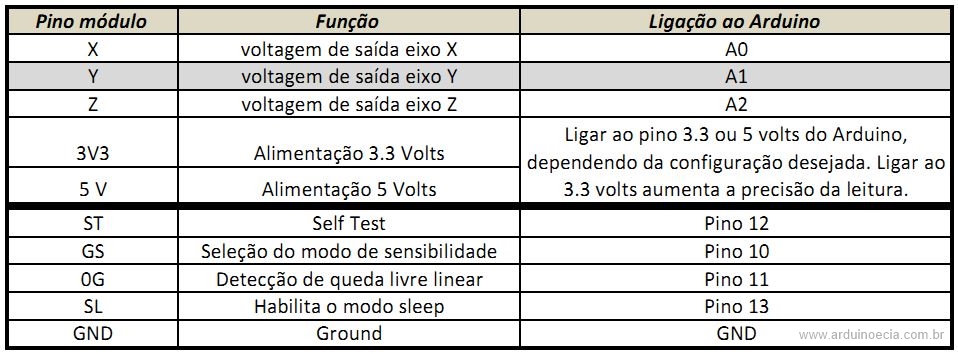 Pino módulo Função Ligação ao Arduino
X voltagem de saída eixo X A0
Y voltagem de saída eixo Y A1
Z voltagem de saída eixo Z A2
3V3 Alimentação 3.3 Volts
5 V Alimentação 5 Volts
Ligar ao pino 3.3 ou 5 volts do Arduino,
dependendo da configuração desejada. Ligar ao
3.3 volts aumenta a precisão da leitura.
ST Self Test Pino 12
GS Seleção do modo de sensibilidade Pino 10
0G Detecção de queda livre linear Pino 11
SL Habilita o modo sleep Pino 13
GND Ground GND
www.arduinoecia.com.br